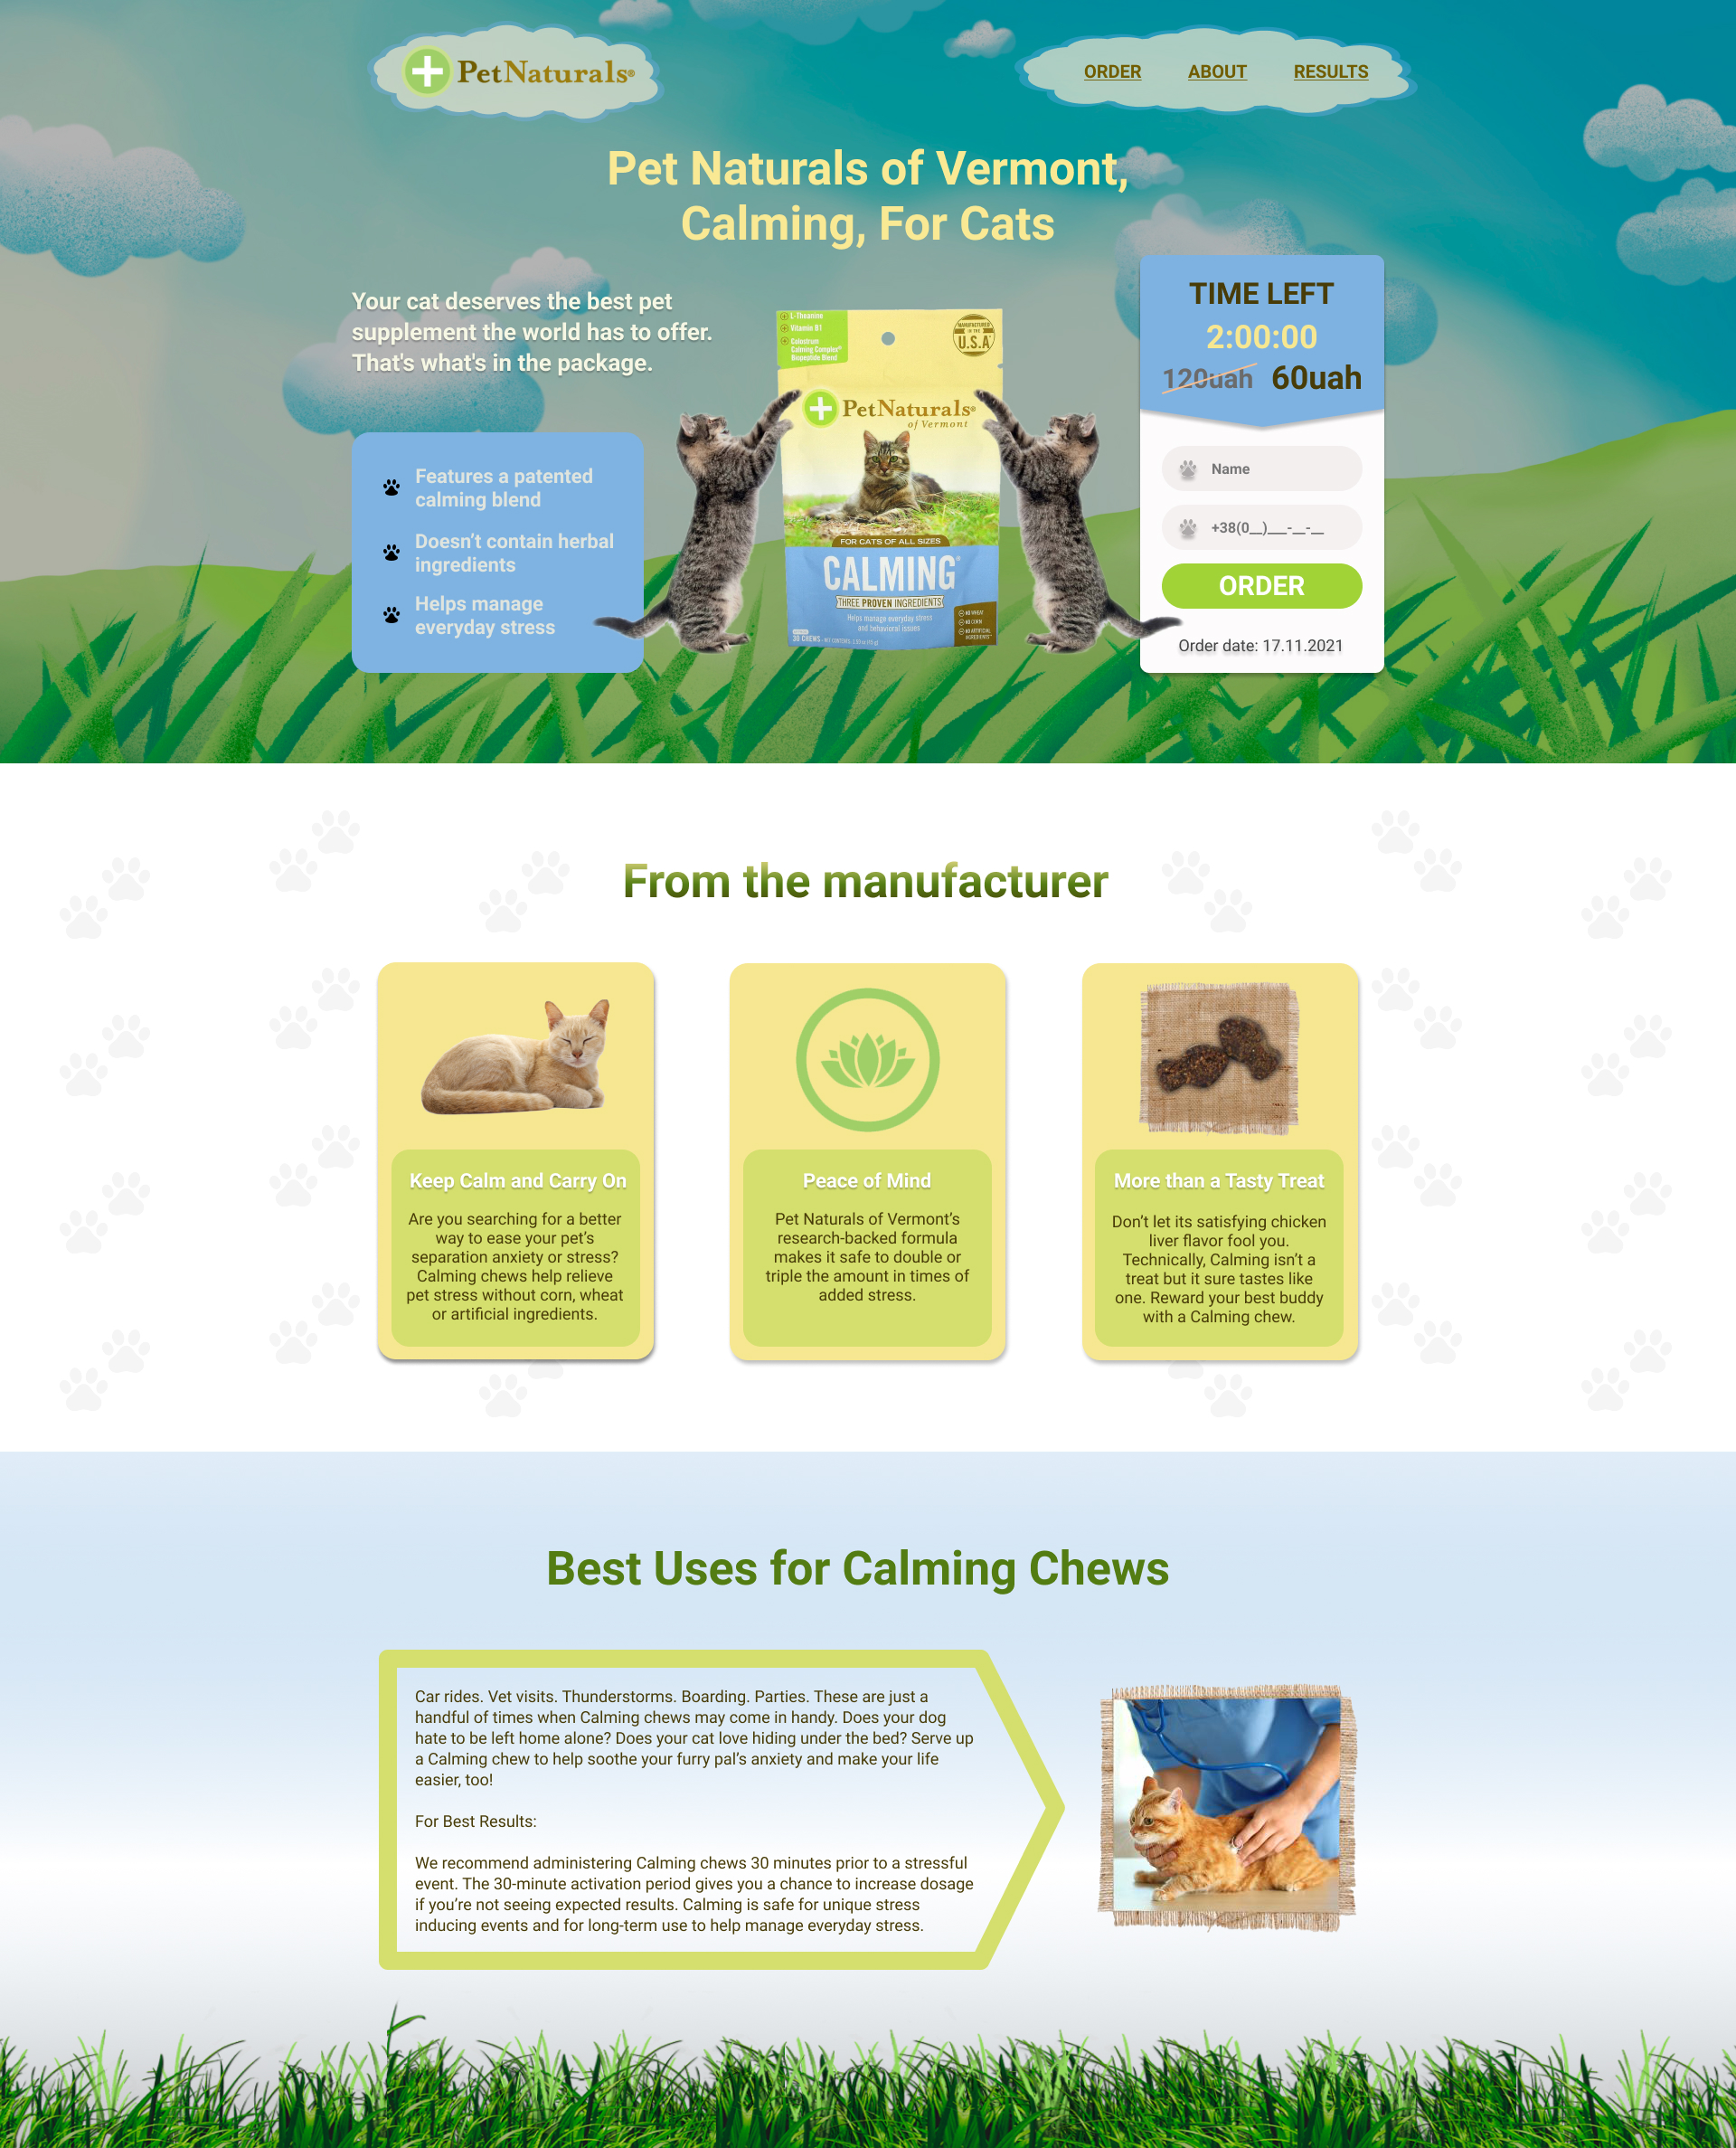 PetNaturals®
ORDER ABOUT RESULTS
Pet Naturals of Vermont,
Calming, For Cats
Your cat deserves the best pet
supplement the world has to offer.
That's what's in the package.
Features a patented
calming blend
Doesn’t contain herbal
ingredients
Helps manage
everyday stress
L-Theanine
Vitamin B1
Colostrum
Calming Complex®
Biopeptide Blend
MANUFACTURED
IN THE
U.S.A
PetNaturals®
of Vermont
FOR CATS OF ALL SIZES
CALMING®
THREE PROVEN INGREDIENTS
Helps manage everyday stress
and behavioral issues
NO WHEAT
NO CORN
NO ARTIFICIAL
INGREDIENTS
30 CHEWS
TIME LEFT
2:00:00
120uah 60uah
Name
+38(0__)___-__-__
ORDER
Order date: 17.11.2021
From the manufacturer
Keep Calm and Carry On
Are you searching for a better
way to ease your pet’s
separation anxiety or stress?
Calming chews help relieve
pet stress without corn, wheat
or artificial ingredients.
Peace of Mind
Pet Naturals of Vermont’s
research-backed formula
makes it safe to double or
triple the amount in times of
added stress.
More than a Tasty Treat
Don’t let its satisfying chicken
liver flavor fool you.
Technically, Calming isn’t a
treat but it sure tastes like
one. Reward your best buddy
with a Calming chew.
Best Uses for Calming Chews
Car rides. Vet visits. Thunderstorms. Boarding. Parties. These are just a
handful of times when Calming chews may come in handy. Does your dog
hate to be left home alone? Does your cat love hiding under the bed? Serve up
a Calming chew to help soothe your furry pal’s anxiety and make your life
easier, too!
For Best Results:
We recommend administering Calming chews 30 minutes prior to a stressful
event. The 30-minute activation period gives you a chance to increase dosage
if you’re not seeing expected results. Calming is safe for unique stress
inducing events and for long-term use to help manage everyday stress.